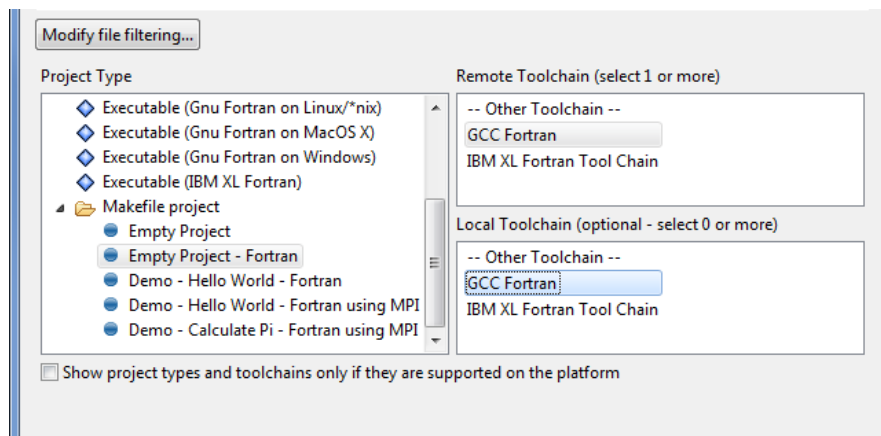 Modify file filtering...
Project Type
Executable (Gnu Fortran on Linux/*nix)
Executable (Gnu Fortran on MacOS X)
Executable (Gnu Fortran on Windows)
Executable (IBM XL Fortran)
Makefile project
Empty Project
Empty Project - Fortran
Demo - Hello World - Fortran
Demo - Hello World - Fortran using MPI
Demo - Calculate Pi - Fortran using MPI
Remote Toolchain (select 1 or more)
-- Other Toolchain --
GCC Fortran
IBM XL Fortran Tool Chain
Local Toolchain (optional - select 0 or more)
-- Other Toolchain --
GCC Fortran
IBM XL Fortran Tool Chain
Show project types and toolchains only if they are supported on the platform